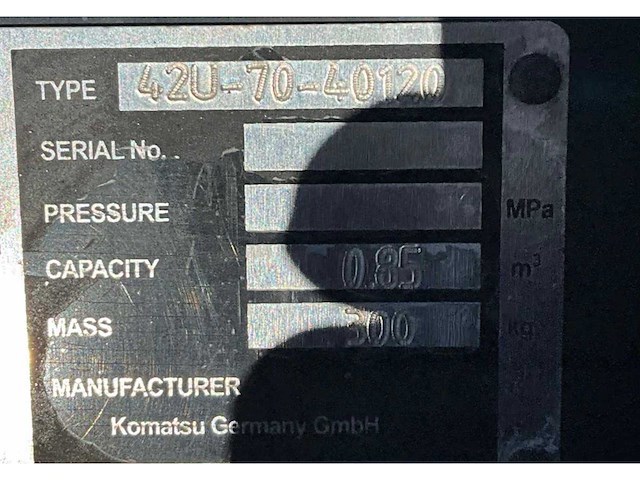 TYPE 42U-70-40120
SERIAL No.
PRESSURE MPa
CAPACITY 0.85 m³
MASS 300 kg
MANUFACTURER
Komatsu Germany GmbH